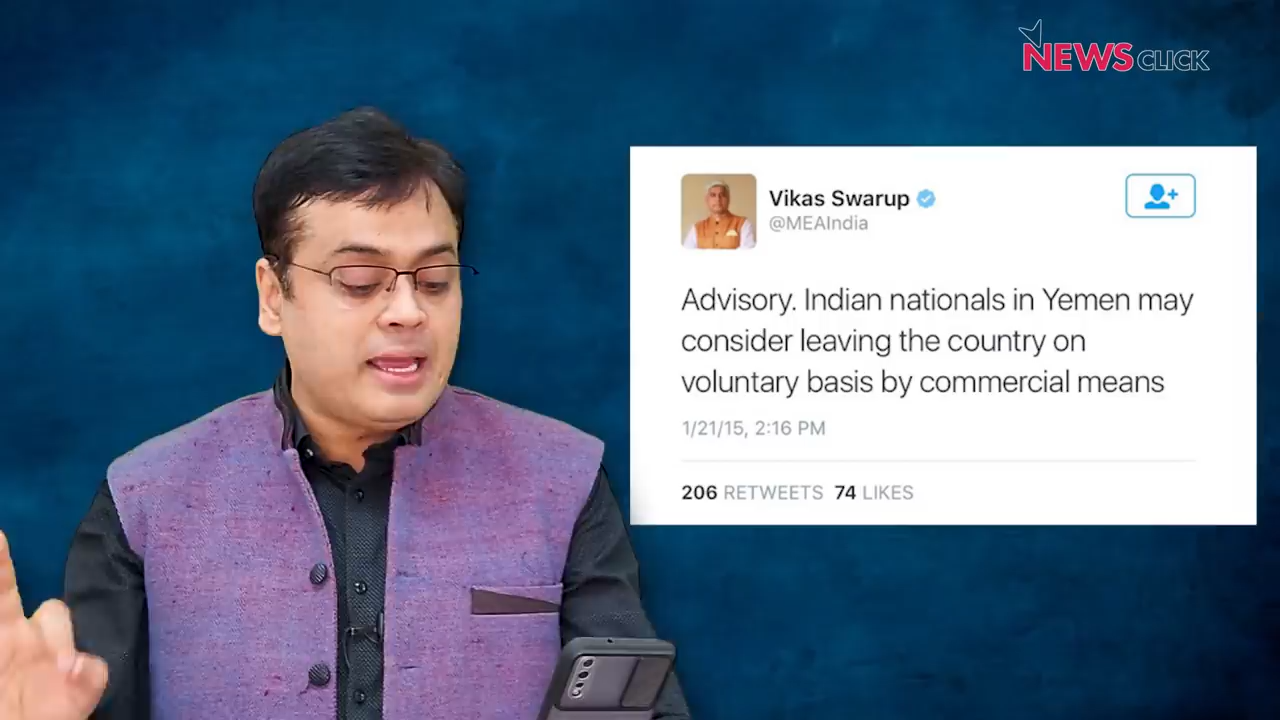 NEWSCLICK
Vikas Swarup
@MEAIndia
Advisory. Indian nationals in Yemen may
consider leaving the country on
voluntary basis by commercial means
1/21/15, 2:16 PM
206 RETWEETS 74 LIKES